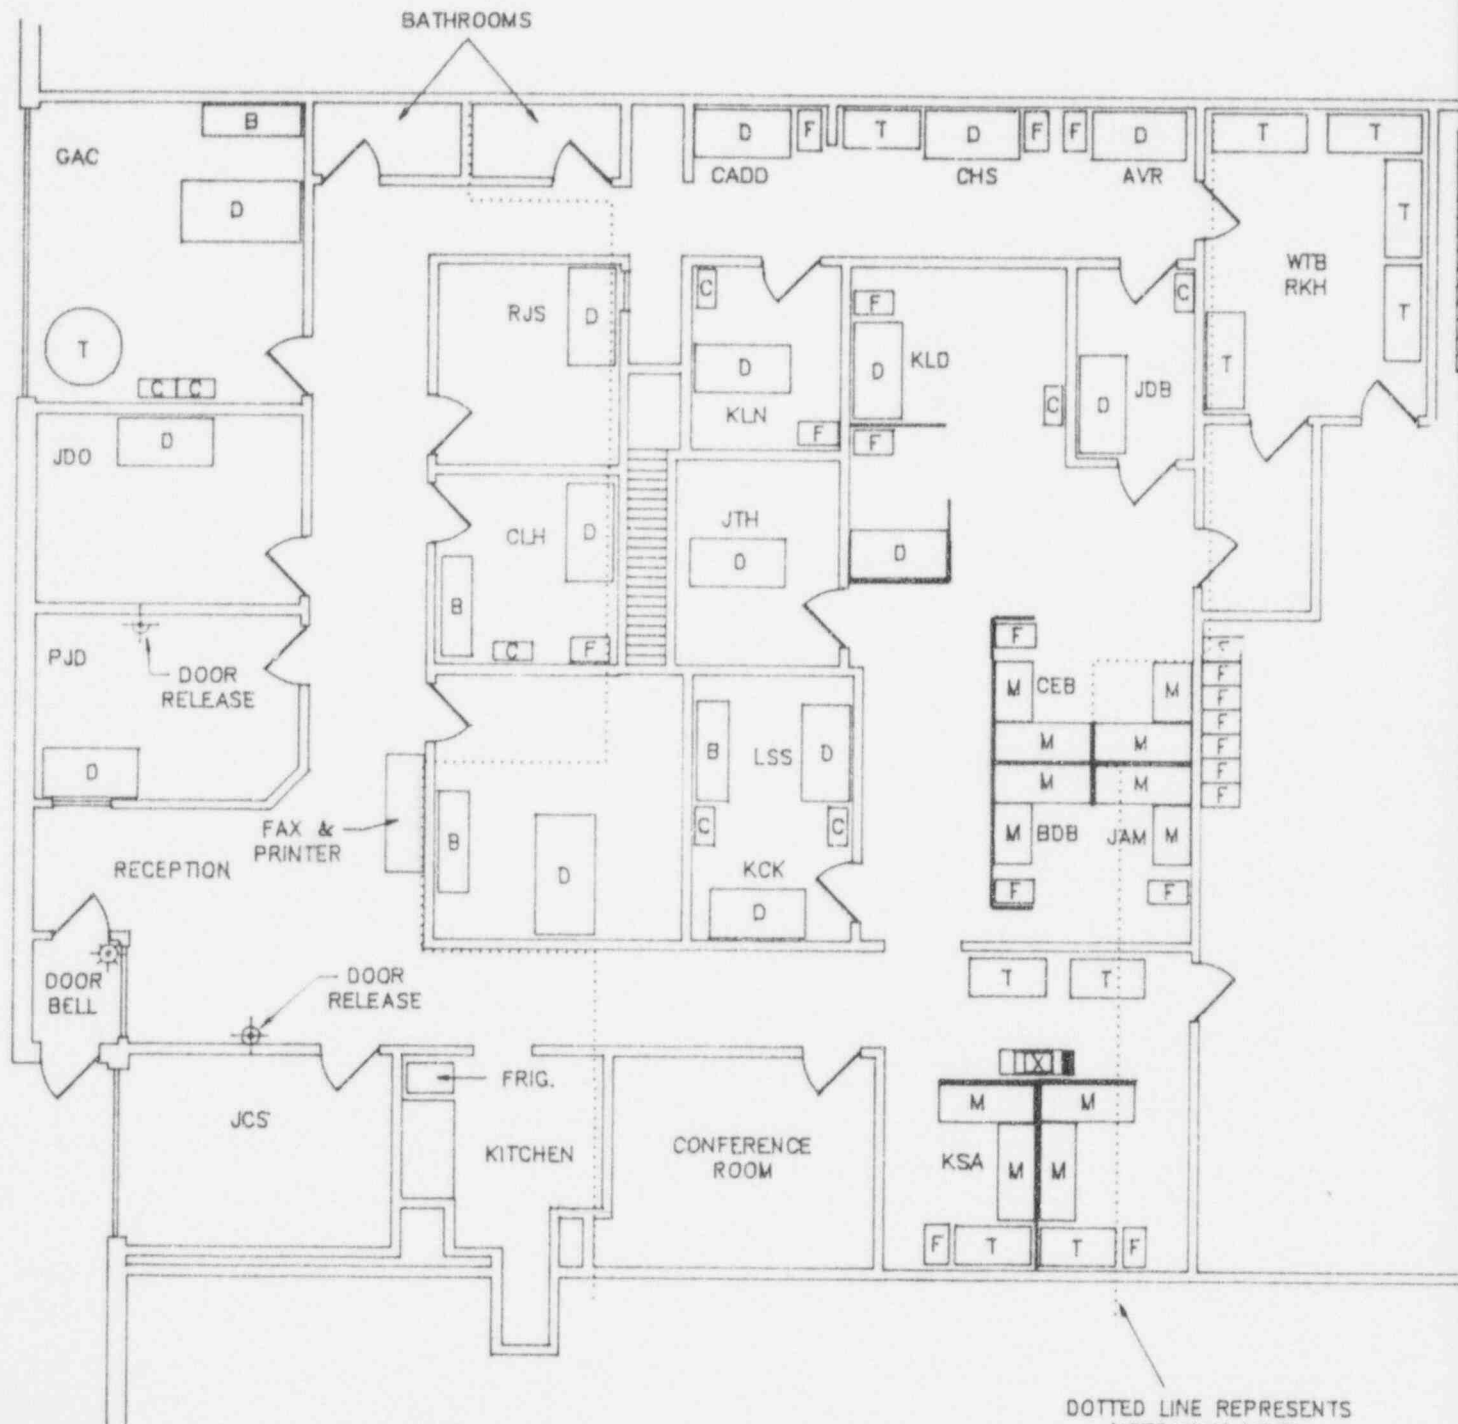 BATHROOMS
B
GAC
D
T
C C
D F
CADD
T D F
CHS
F D
AVR
T T
T
WTB
RKH
T
T
RJS D
C
D
KLN
F
F
D KLD
F
C
C
D JDB
JDO
D
CLH D
B
C F
JTH
D
D
PJD
DOOR
RELEASE
D
F
M CEB M
M M
M M
M BDB JAM M
F F
F
F
F
F
F
F
F
B LSS D
C C
KCK
D
FAX &
PRINTER
B
D
RECEPTION
DOOR
BELL
DOOR
RELEASE
T T
X
FRIG.
JCS
KITCHEN
CONFERENCE
ROOM
M M
KSA M M
F T T F
DOTTED LINE REPRESENTS